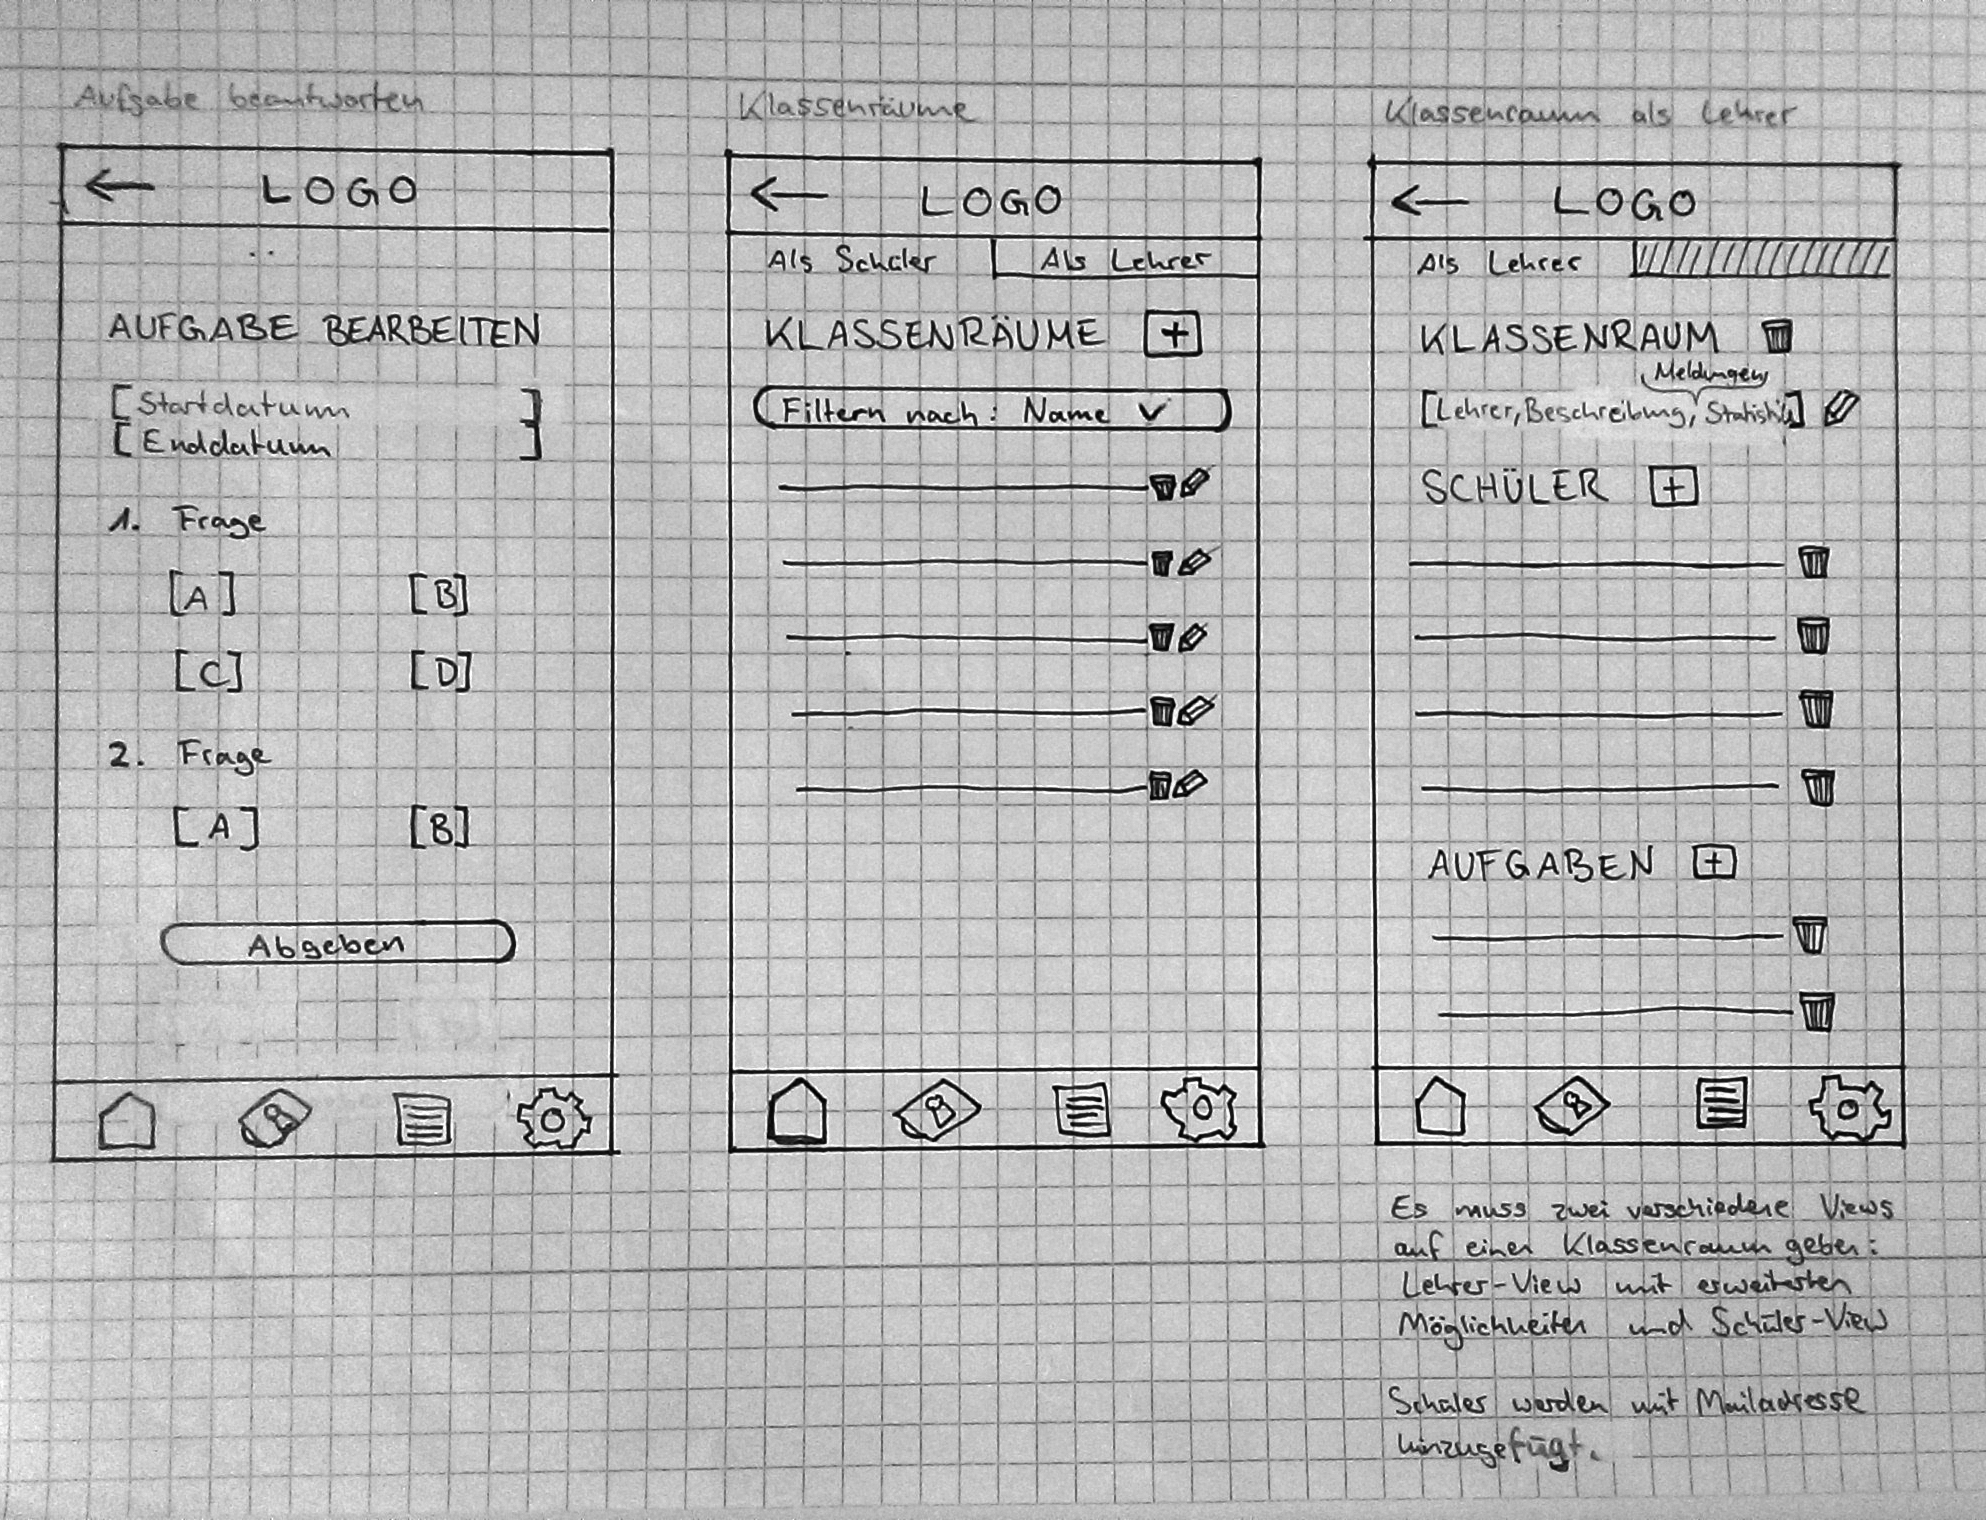 Aufgabe beantworten
← LOGO
AUFGABE BEARBEITEN
[Startdatum ]
[Enddatum ]
1. Frage
[A] [B]
[C] [D]
2. Frage
[A] [B]
Abgeben
Klassenräume
← LOGO
Als Schüler Als Lehrer
KLASSENRÄUME +
Filtern nach: Name
Klassenraum als Lehrer
← LOGO
Als Lehrer
KLASSENRAUM
Meldungen
[Lehrer, Beschreibung, Statistik]
SCHÜLER +
AUFGABEN +
Es muss zwei verschiedene Views
auf einen Klassenraum geben:
Lehrer-View mit erweiterten
Möglichkeiten und Schüler-View
Schüler werden mit Mailadresse
hinzugefügt.